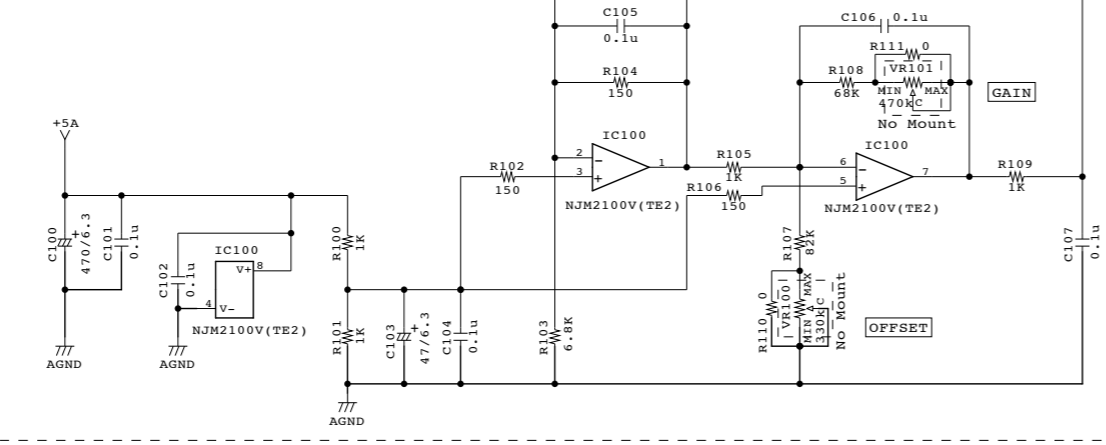 C105
0.1u
C106 0.1u
R104
150
R111 0
VR101
R108
68K
MIN MAX
470kC
No Mount
GAIN
+5A
IC100
2
-
3
+
1
NJM2100V(TE2)
R102
150
R105
1K
R106
150
IC100
6
-
5
+
7
NJM2100V(TE2)
R109
1K
C100
+
470/6.3
C101
0.1u
C102
0.1u
IC100
V+ 8
4 V-
NJM2100V(TE2)
R100
1K
R101
1K
C103
+
47/6.3
C104
0.1u
R103
6.8K
R107
82K
R110 0
VR100
MIN MAX
330kC
No Mount
OFFSET
C107
0.1u
AGND
AGND
AGND